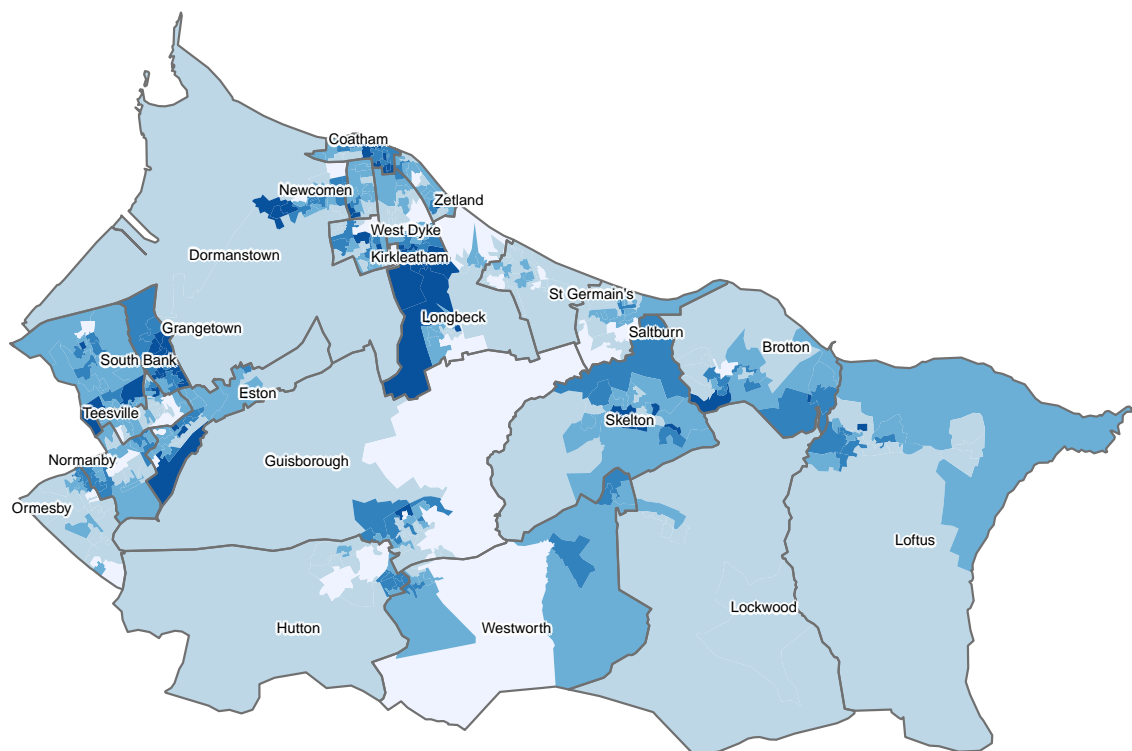 Coatham
Newcomen
Zetland
West Dyke
Dormanstown
Kirkleatham
St Germain's
Longbeck
Grangetown
Saltburn
Brotton
South Bank
Eston
Teesville
Skelton
Normanby
Guisborough
Ormesby
Loftus
Lockwood
Hutton
Westworth